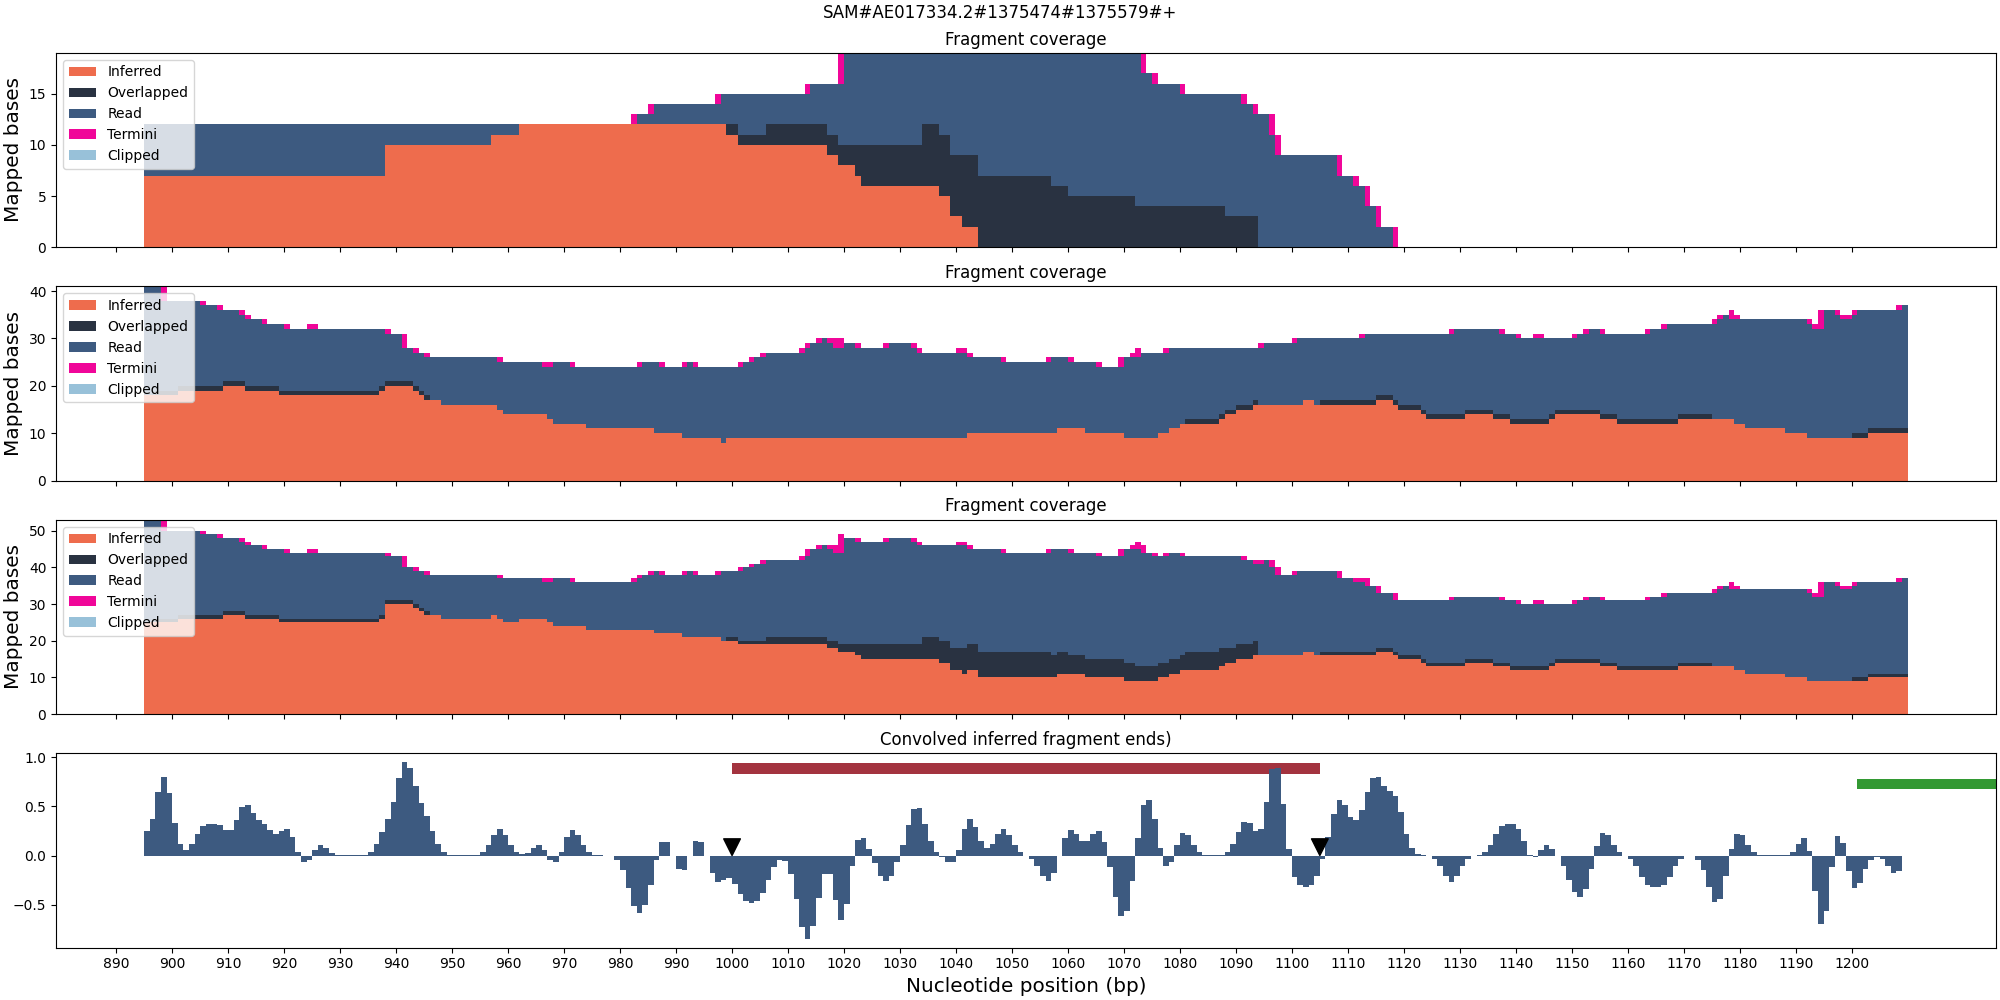 SAM#AE017334.2#1375474#1375579#+
Fragment coverage
Mapped bases
15
10
5
0
Inferred
Overlapped
Read
Termini
Clipped
Fragment coverage
Mapped bases
40
30
20
10
0
Inferred
Overlapped
Read
Termini
Clipped
Fragment coverage
Mapped bases
50
40
30
20
10
0
Inferred
Overlapped
Read
Termini
Clipped
Convolved inferred fragment ends)
1.0
0.5
0.0
−0.5
890 900 910 920 930 940 950 960 970 980 990 1000 1010 1020 1030 1040 1050 1060 1070 1080 1090 1100 1110 1120 1130 1140 1150 1160 1170 1180 1190 1200
Nucleotide position (bp)